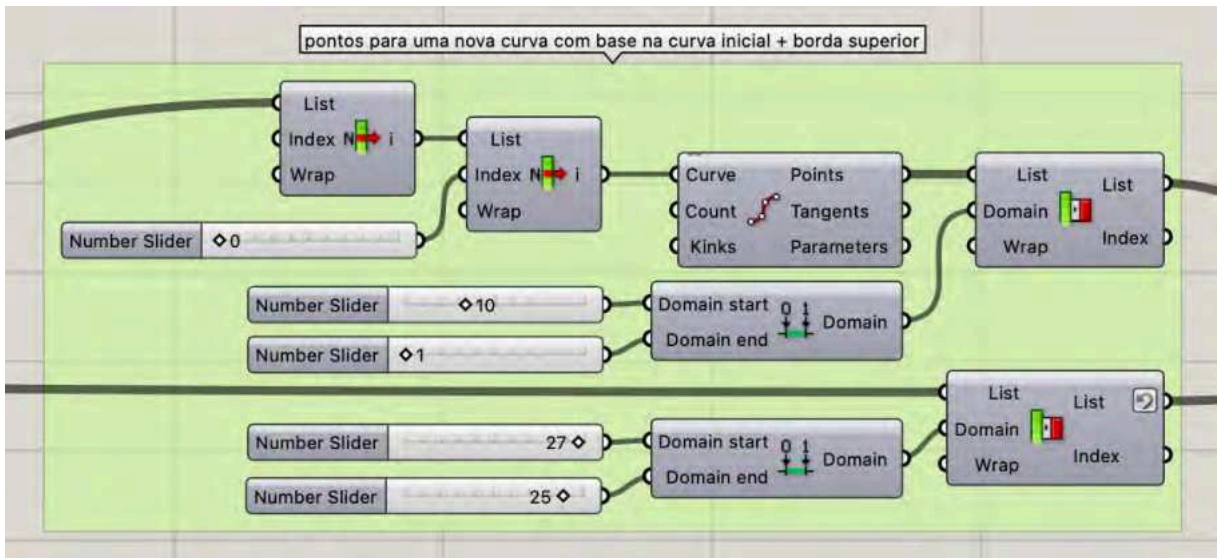 pontos para uma nova curva com base na curva inicial + borda superior
List
Index N i
Wrap
List
Index N i
Wrap
Number Slider 0
Curve Points
Count Tangents
Kinks Parameters
List List
Domain
Wrap Index
Number Slider 10
Number Slider 1
Domain start 0 1 Domain
Domain end
List List
Domain
Wrap Index
Number Slider 27
Number Slider 25
Domain start 0 1 Domain
Domain end